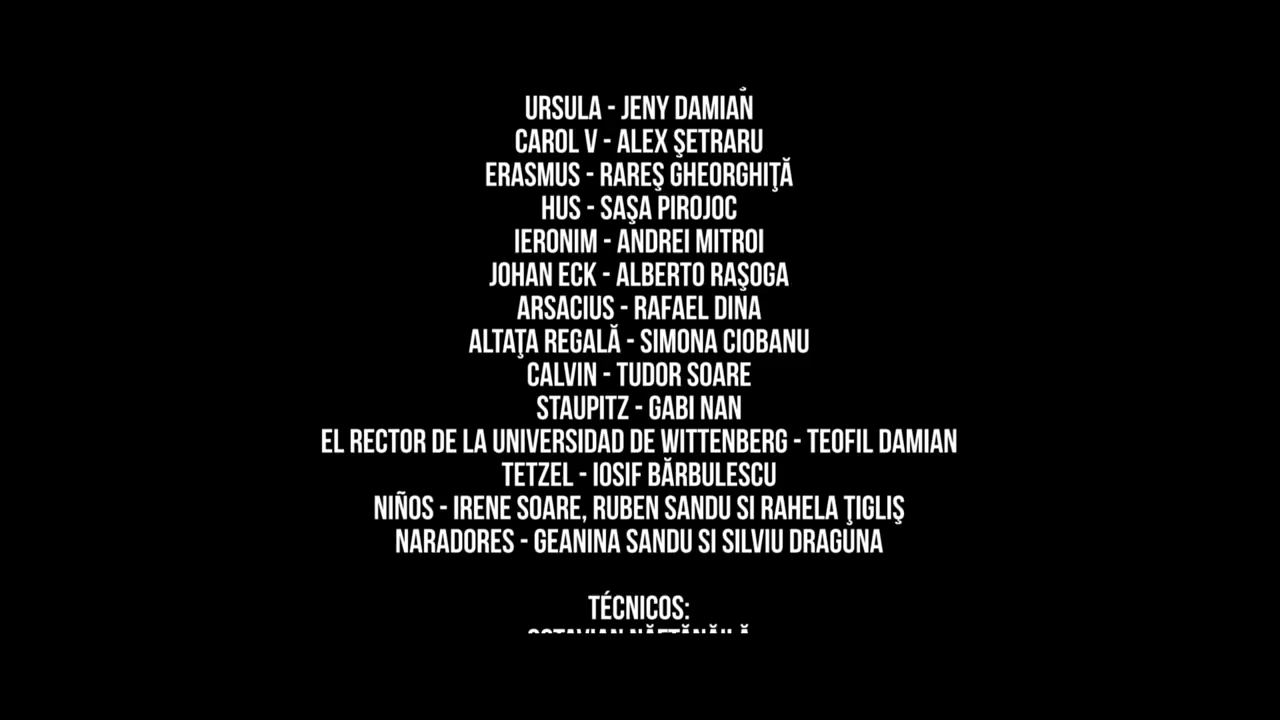 URSULA - JENY DAMIAN
CAROL V - ALEX ŞETRARU
ERASMUS - RAREŞ GHEORGHIŢĂ
HUS - SAŞA PIROJOC
IERONIM - ANDREI MITROI
JOHAN ECK - ALBERTO RAŞOGA
ARSACIUS - RAFAEL DINA
ALTAŢA REGALĂ - SIMONA CIOBANU
CALVIN - TUDOR SOARE
STAUPITZ - GABI NAN
EL RECTOR DE LA UNIVERSIDAD DE WITTENBERG - TEOFIL DAMIAN
TETZEL - IOSIF BĂRBULESCU
NIÑOS - IRENE SOARE, RUBEN SANDU SI RAHELA ŢIGLIŞ
NARADORES - GEANINA SANDU SI SILVIU DRAGUNA
TÉCNICOS: